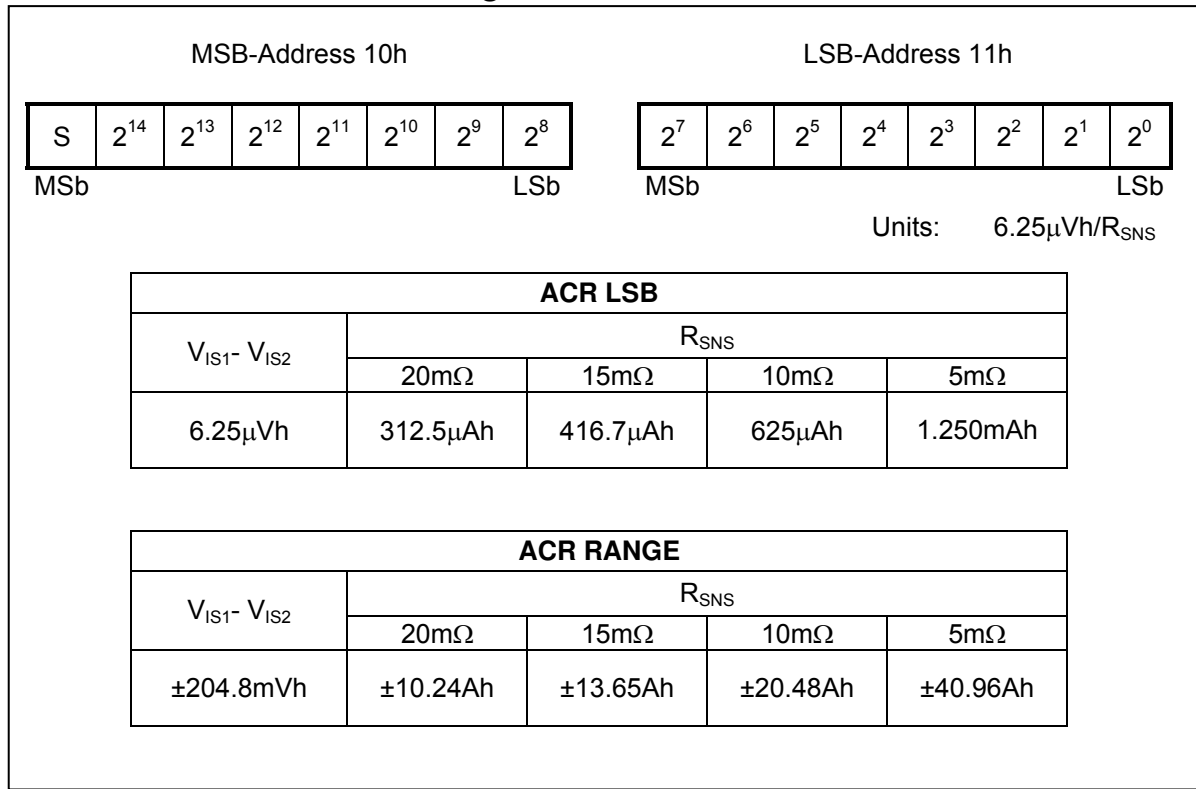 MSB-Address 10h LSB-Address 11h
S 2^14 2^13 2^12 2^11 2^10 2^9 2^8 2^7 2^6 2^5 2^4 2^3 2^2 2^1 2^0
MSb LSb MSb LSb
Units: 6.25μVh/R_SNS
ACR LSB
V_IS1- V_IS2 R_SNS
20mΩ 15mΩ 10mΩ 5mΩ
6.25μVh 312.5μAh 416.7μAh 625μAh 1.250mAh
ACR RANGE
V_IS1- V_IS2 R_SNS
20mΩ 15mΩ 10mΩ 5mΩ
±204.8mVh ±10.24Ah ±13.65Ah ±20.48Ah ±40.96Ah